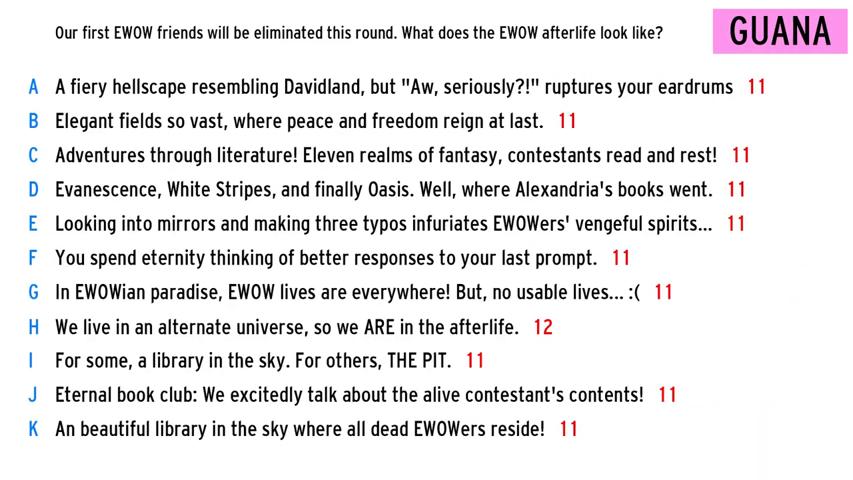 Our first EWOW friends will be eliminated this round. What does the EWOW afterlife look like?
GUANA
A A fiery hellscape resembling Davidland, but "Aw, seriously?!" ruptures your eardrums 11
B Elegant fields so vast, where peace and freedom reign at last. 11
C Adventures through literature! Eleven realms of fantasy, contestants read and rest! 11
D Evanescence, White Stripes, and finally Oasis. Well, where Alexandria's books went. 11
E Looking into mirrors and making three typos infuriates EWOWers' vengeful spirits... 11
F You spend eternity thinking of better responses to your last prompt. 11
G In EWOWian paradise, EWOW lives are everywhere! But, no usable lives... :( 11
H We live in an alternate universe, so we ARE in the afterlife. 12
I For some, a library in the sky. For others, THE PIT. 11
J Eternal book club: We excitedly talk about the alive contestant's contents! 11
K An beautiful library in the sky where all dead EWOWers reside! 11